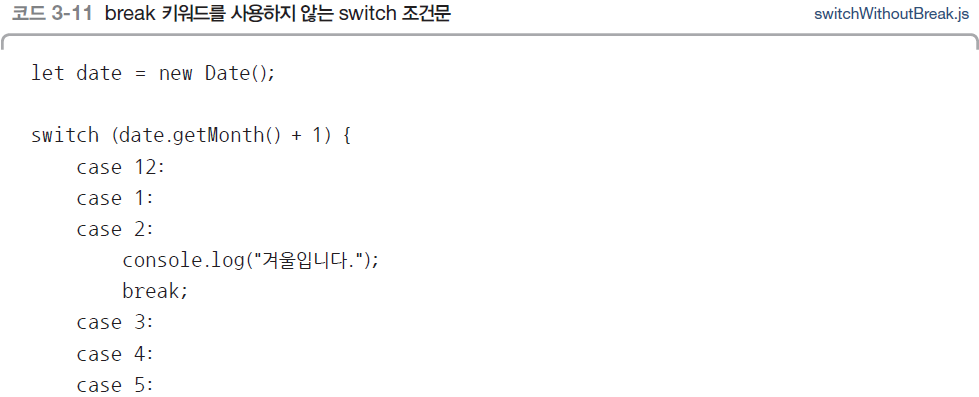 코드 3-11 break 키워드를 사용하지 않는 switch 조건문 switchWithoutBreak.js
let date = new Date();
switch (date.getMonth() + 1) {
case 12:
case 1:
case 2:
console.log("겨울입니다.");
break;
case 3:
case 4:
case 5: